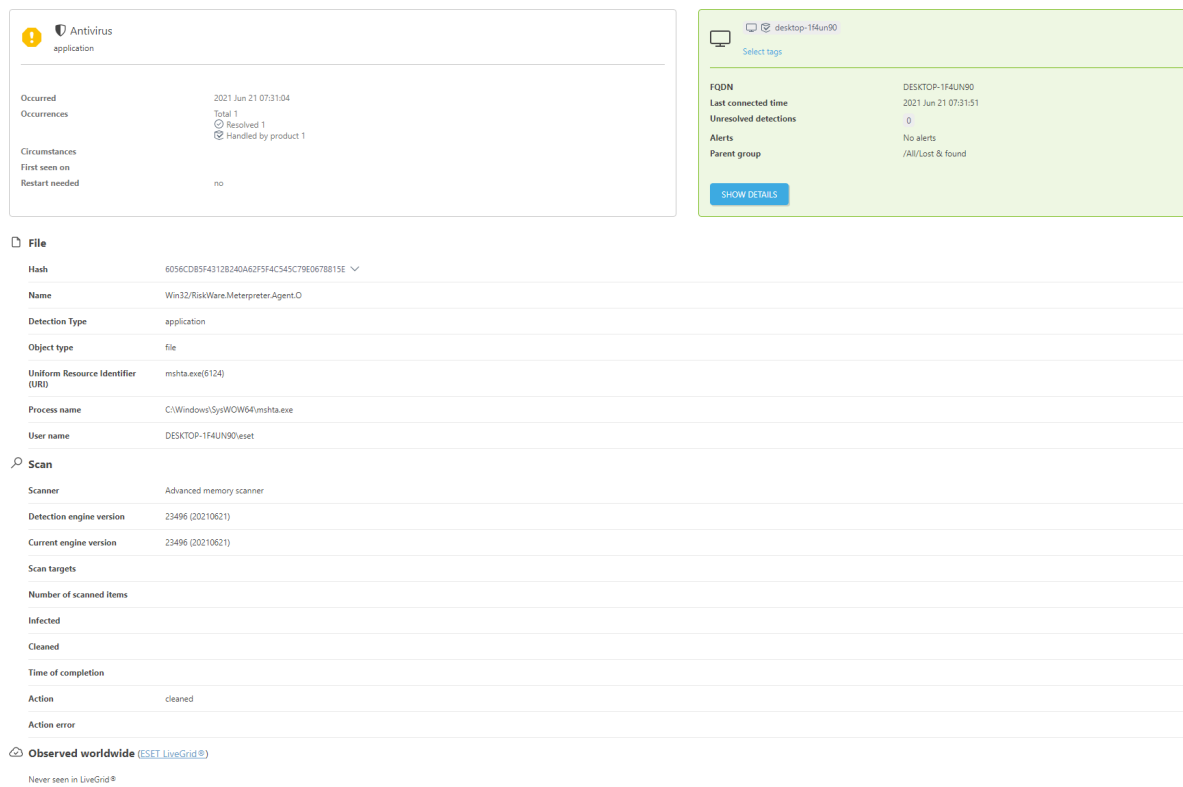 Antivirus
application
Occurred 2021 Jun 21 07:31:04
Occurrences Total 1
Resolved 1
Handled by product 1
Circumstances
First seen on
Restart needed no
desktop-1f4un90
Select tags
FQDN DESKTOP-1F4UN90
Last connected time 2021 Jun 21 07:31:51
Unresolved detections 0
Alerts No alerts
Parent group /All/Lost & found
SHOW DETAILS
File
Hash 6056CD85F4312B240A62F5F4C545C79E0678815E
Name Win32/RiskWare.Meterpreter.Agent.O
Detection Type application
Object type file
Uniform Resource Identifier mshta.exe(6124)
(URI)
Process name C:\Windows\SysWOW64\mshta.exe
User name DESKTOP-1F4UN90\eset
Scan
Scanner Advanced memory scanner
Detection engine version 23496 (20210621)
Current engine version 23496 (20210621)
Scan targets
Number of scanned items
Infected
Cleaned
Time of completion
Action cleaned
Action error
Observed worldwide (ESET LiveGrid®)
Never seen in LiveGrid®